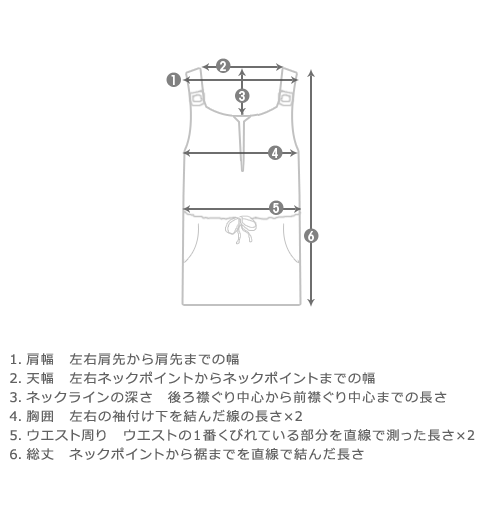 2
1
3
4
5
6
1. 肩幅　左右肩先から肩先までの幅
2. 天幅　左右ネックポイントからネックポイントまでの幅
3. ネックラインの深さ　後ろ襟ぐり中心から前襟ぐり中心までの長さ
4. 胸囲　左右の袖付け下を結んだ線の長さ×2
5. ウエスト周り　ウエストの1番くびれている部分を直線で測った長さ×2
6. 総丈　ネックポイントから裾までを直線で結んだ長さ